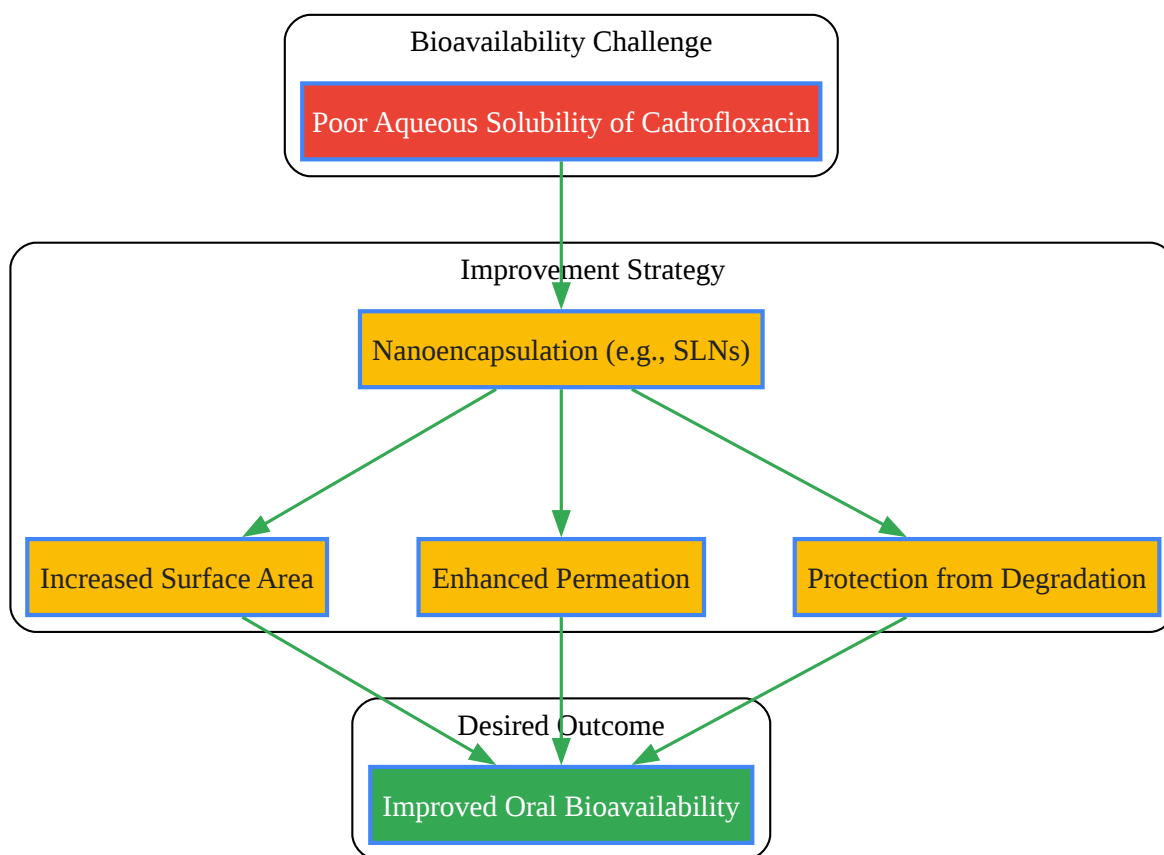 Bioavailability Challenge
Poor Aqueous Solubility of Cadrofloxacin
Improvement Strategy
Nanoencapsulation (e.g., SLNs)
Increased Surface Area
Enhanced Permeation
Protection from Degradation
Desired Outcome
Improved Oral Bioavailability